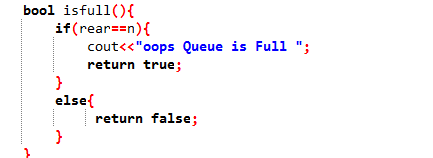 bool isfull(){
if(rear==n){
cout<<"oops Queue is Full ";
return true;
}
else{
return false;
}
}